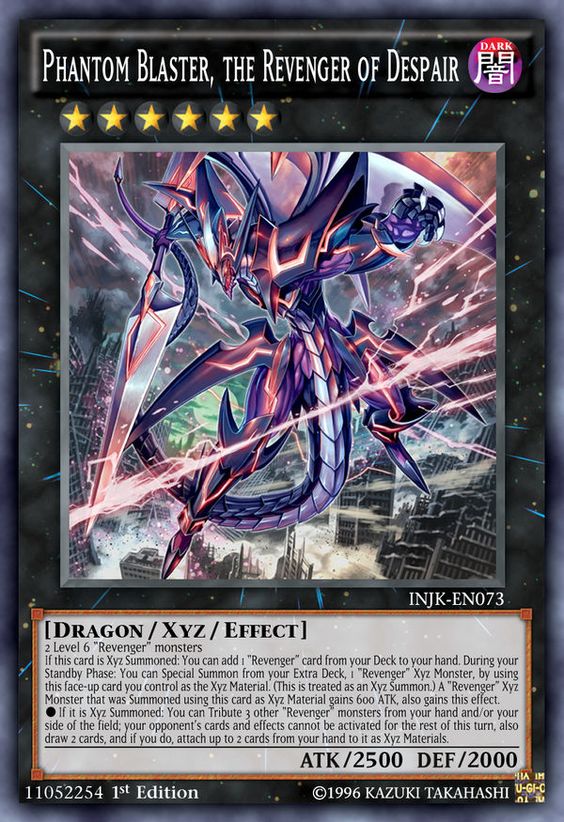 PHANTOM BLASTER, THE REVENGER OF DESPAIR
DARK
闇
INJK-EN073
[DRAGON / XYZ / EFFECT]
2 Level 6 "Revenger" monsters
If this card is Xyz Summoned: You can add 1 "Revenger" card from your Deck to your hand. During your
Standby Phase: You can Special Summon from your Extra Deck, 1 "Revenger" Xyz Monster, by using
this face-up card you control as the Xyz Material. (This is treated as an Xyz Summon.) A "Revenger" Xyz
Monster that was Summoned using this card as Xyz Material gains 600 ATK, also gains this effect.
● If it is Xyz Summoned: You can Tribute 3 other "Revenger" monsters from your hand and/or your
side of the field; your opponent's cards and effects cannot be activated for the rest of this turn, also
draw 2 cards, and if you do, attach up to 2 cards from your hand to it as Xyz Materials.
ATK/2500 DEF/2000
11052254 1st Edition ©1996 KAZUKI TAKAHASHI